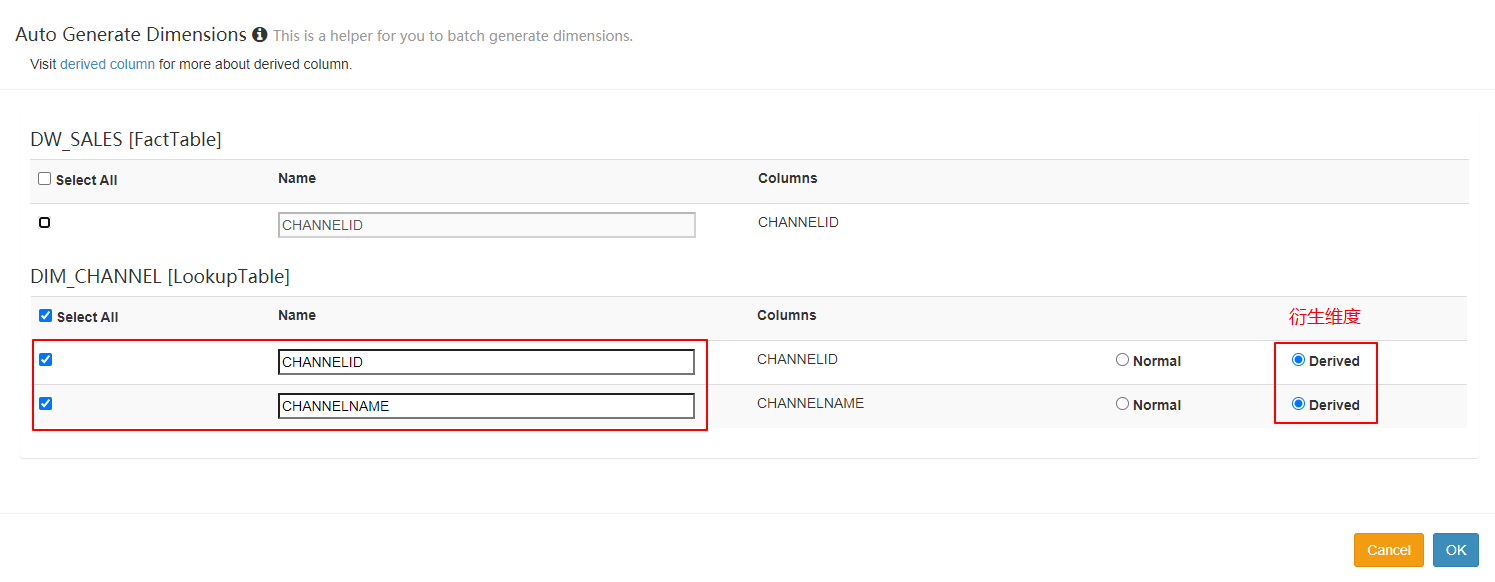 Auto Generate Dimensions This is a helper for you to batch generate dimensions.
Visit derived column for more about derived column.
DW_SALES [FactTable]
Select All Name Columns
CHANNELID CHANNELID
DIM_CHANNEL [LookupTable]
Select All Name Columns 衍生维度
CHANNELID CHANNELID Normal Derived
CHANNELNAME CHANNELNAME Normal Derived
Cancel OK